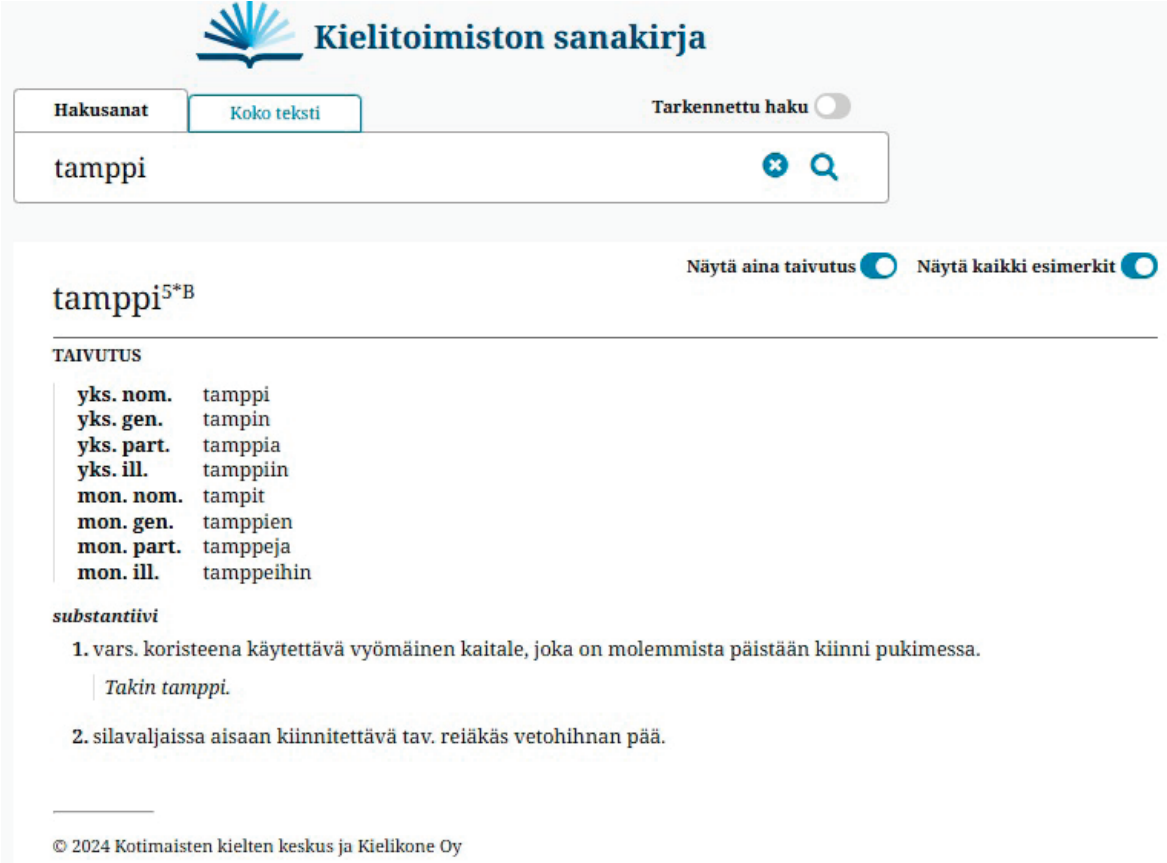 Kielitoimiston sanakirja
Hakusanat
Koko teksti
Tarkennettu haku
tamppi
Näytä aina taivutus
Näytä kaikki esimerkit
tamppi5*B
TAIVUTUS
yks. nom. tamppi
yks. gen. tampin
yks. part. tamppia
yks. ill. tamppiin
mon. nom. tampit
mon. gen. tamppien
mon. part. tamppeja
mon. ill. tamppeihin
substantiivi
1. vars. koristeena käytettävä vyömäinen kaitale, joka on molemmista päistään kiinni pukimessa.
Takin tamppi.
2. silavaljaissa aisaan kiinnitettävä tav. reiäkäs vetohihnan pää.
© 2024 Kotimaisten kielten keskus ja Kielikone Oy